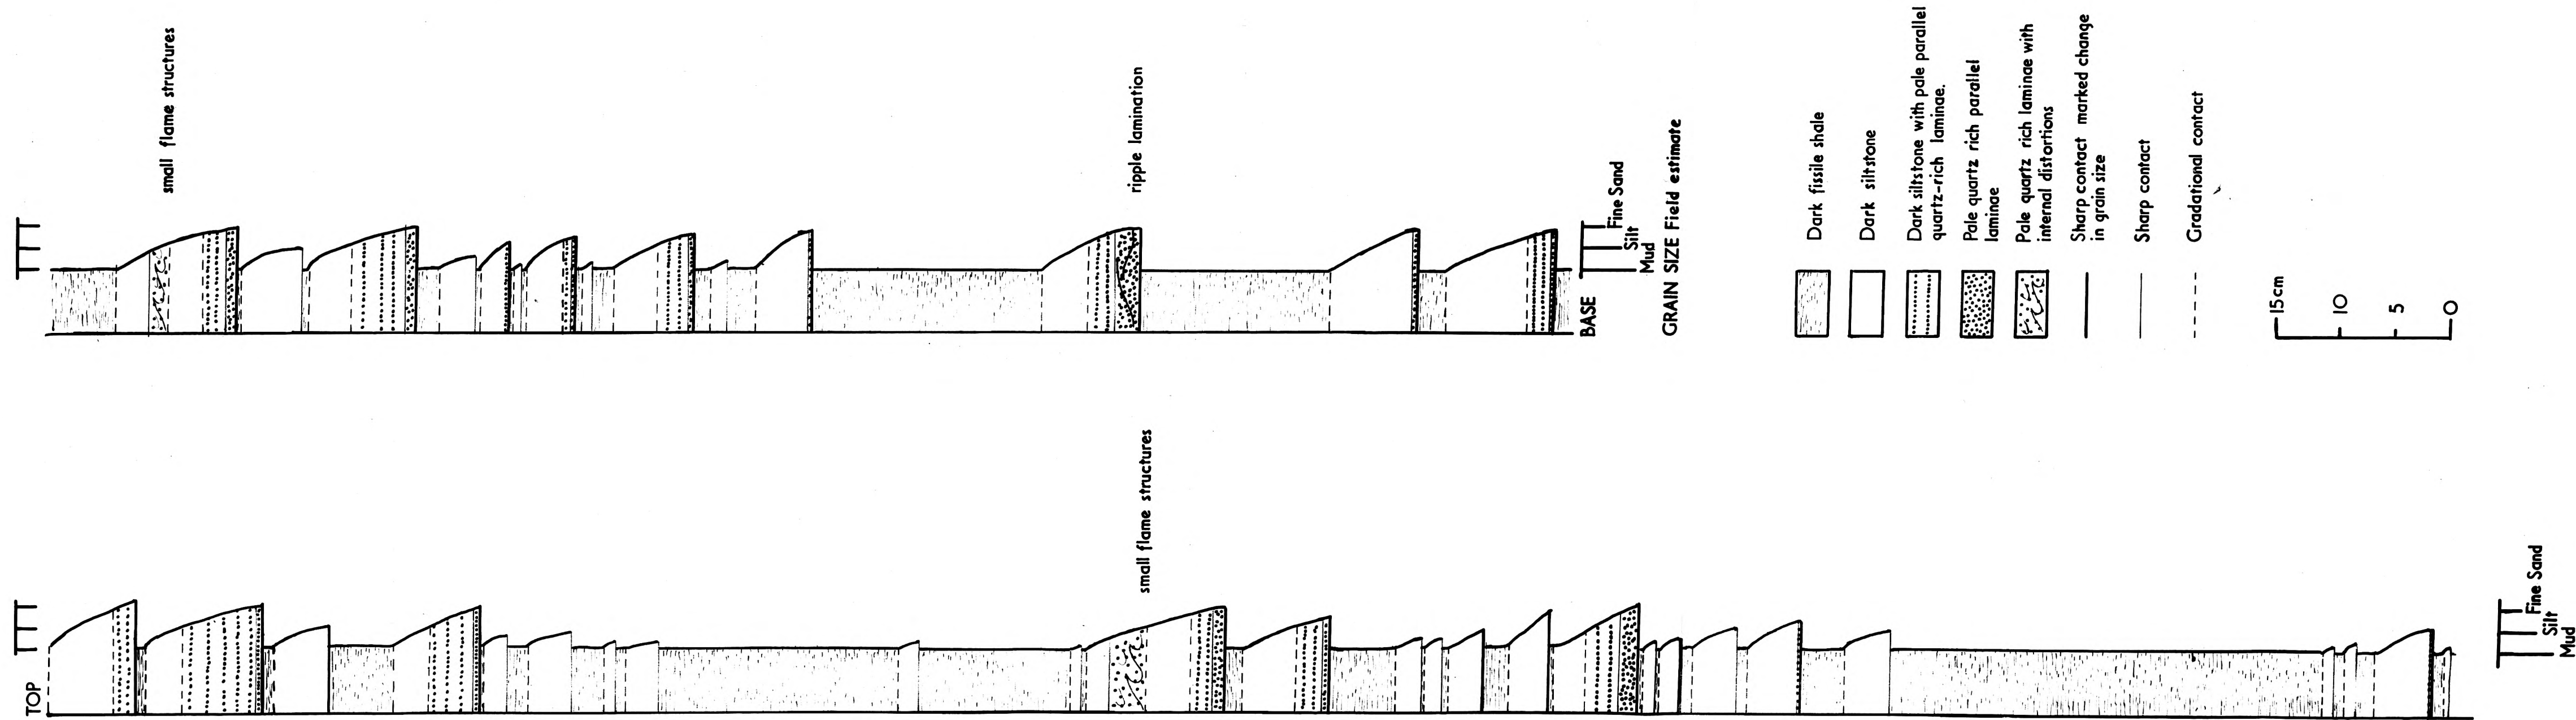 small flame structures
ripple lamination
Fine Sand
Silt
Mud
BASE
GRAIN SIZE Field estimate
Dark fissile shale
Dark siltstone
Dark siltstone with pale parallel
quartz-rich laminae.
Pale quartz rich parallel
laminae
Pale quartz rich laminae with
internal distortions
Sharp contact marked change
in grain size
Sharp contact
Gradational contact
15cm
10
5
0
TOP
small flame structures
Fine Sand
Silt
Mud